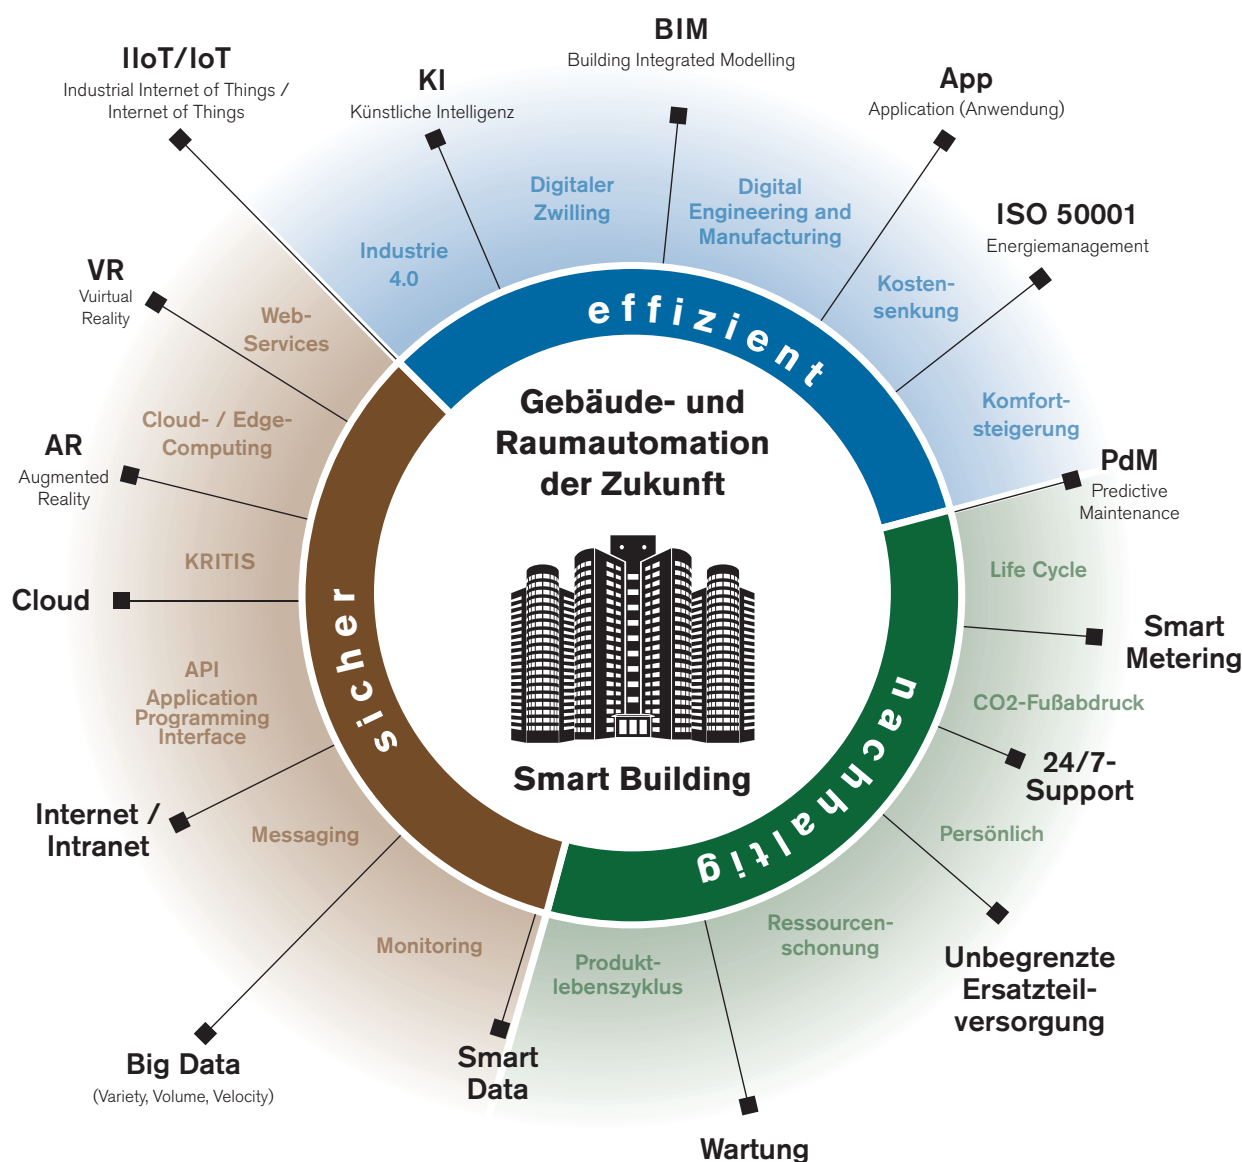 BIM
Building Integrated Modelling
IIoT/IoT
Industrial Internet of Things /
Internet of Things
KI
Künstliche Intelligenz
App
Application (Anwendung)
ISO 50001
Energiemanagement
VR
Vuirtual
Reality
AR
Augmented
Reality
Cloud
Internet /
Intranet
Big Data
(Variety, Volume, Velocity)
Smart
Data
Wartung
Unbegrenzte
Ersatzteil-
versorgung
24/7-
Support
Smart
Metering
PdM
Predictive
Maintenance
Industrie
4.0
Digitaler
Zwilling
Digital
Engineering and
Manufacturing
Kosten-
senkung
Komfort-
steigerung
Life Cycle
CO2-Fußabdruck
Persönlich
Ressourcen-
schonung
Produkt-
lebenszyklus
Monitoring
Messaging
API
Application
Programming
Interface
KRITIS
Cloud- / Edge-
Computing
Web-
Services
effizient
nachhaltig
sicher
Gebäude- und
Raumautomation
der Zukunft
Smart Building